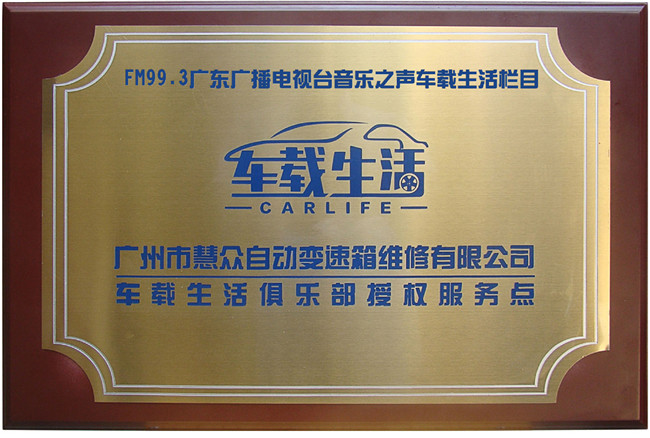 FM99.3广东广播电视台音乐之声车载生活栏目
车载生活
CARLIFE
广州市慧众自动变速箱维修有限公司
车载生活俱乐部授权服务点